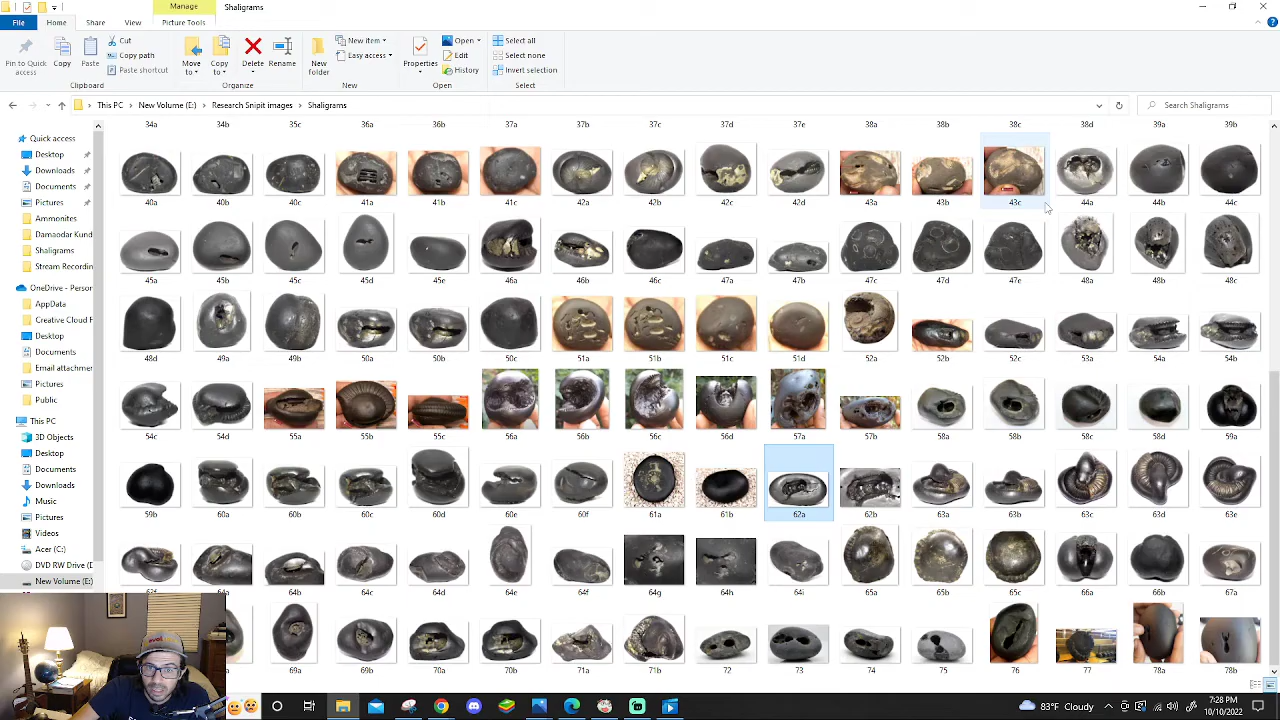 Manage
Shaligrams
File
Home
Share
View
Picture Tools
Pin to Quick access
Copy
Paste
Cut
Copy path
Paste shortcut
Clipboard
Move to
Copy to
Delete
Rename
Organize
New folder
New item
Easy access
New
Properties
Open
Edit
History
Open
Select all
Select none
Invert selection
Select
This PC > New Volume (E:) > Research Snipit images > Shaligrams
Search Shaligrams
Quick access
Desktop
Downloads
Documents
Pictures
Ammonites
Damadar Kund
Shaligrams
Stream Recording
OneDrive - Person
AppData
Creative Cloud F
Desktop
Documents
Email attachmen
Pictures
Public
This PC
3D Objects
Desktop
Documents
Downloads
Music
Pictures
Videos
Acer (C:)
DVD RW Drive (D
New Volume (E:)
34a 34b 35c 36a 36b 37a 37b 37c 37d 37e 38a 38b 38c 38d 39a 39b
40a 40b 40c 41a 41b 41c 42a 42b 42c 42d 43a 43b 43c 44a 44b 44c
45a 45b 45c 45d 45e 46a 46b 46c 47a 47b 47c 47d 47e 48a 48b 48c
48d 49a 49b 50a 50b 50c 51a 51b 51c 51d 52a 52b 52c 53a 54a 54b
54c 54d 55a 55b 55c 56a 56b 56c 56d 57a 57b 58a 58b 58c 58d 59a
59b 60a 60b 60c 60d 60e 60f 61a 61b 62a 62b 63a 63b 63c 63d 63e
63f 64a 64b 64c 64d 64e 64f 64g 64h 64i 65a 65b 65c 66a 66b 67a
69a 69b 70a 70b 71a 71b 72 73 74 75 76 77 78a 78b
83°F Cloudy
7:28 PM
10/10/2022